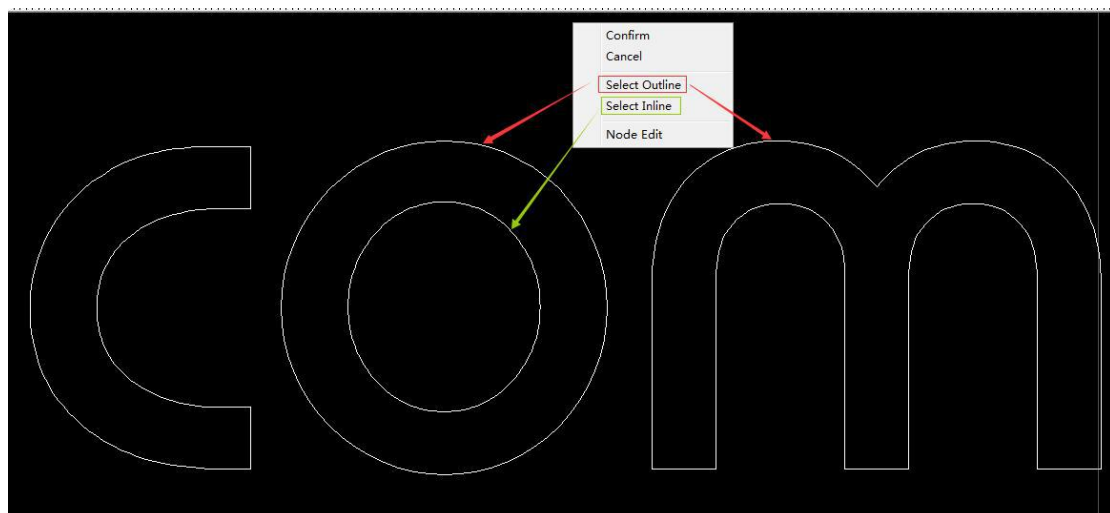 Confirm
Cancel
Select Outline
Select Inline
Node Edit
com